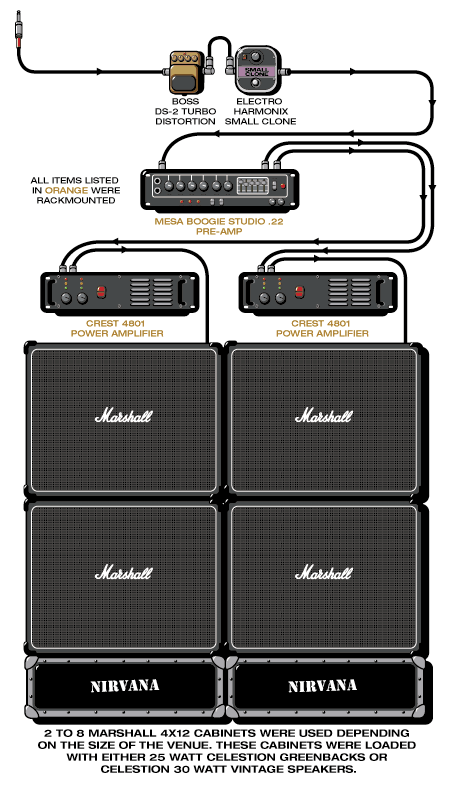 BOSS
DS-2 TURBO
DISTORTION
SMALL
CLONE
ELECTRO
HARMONIX
SMALL CLONE
ALL ITEMS LISTED
IN ORANGE WERE
RACKMOUNTED
MESA BOOGIE STUDIO .22
PRE-AMP
CREST 4801
POWER AMPLIFIER
CREST 4801
POWER AMPLIFIER
Marshall
Marshall
Marshall
Marshall
NIRVANA
NIRVANA
2 TO 8 MARSHALL 4X12 CABINETS WERE USED DEPENDING
ON THE SIZE OF THE VENUE. THESE CABINETS WERE LOADED
WITH EITHER 25 WATT CELESTION GREENBACKS OR
CELESTION 30 WATT VINTAGE SPEAKERS.